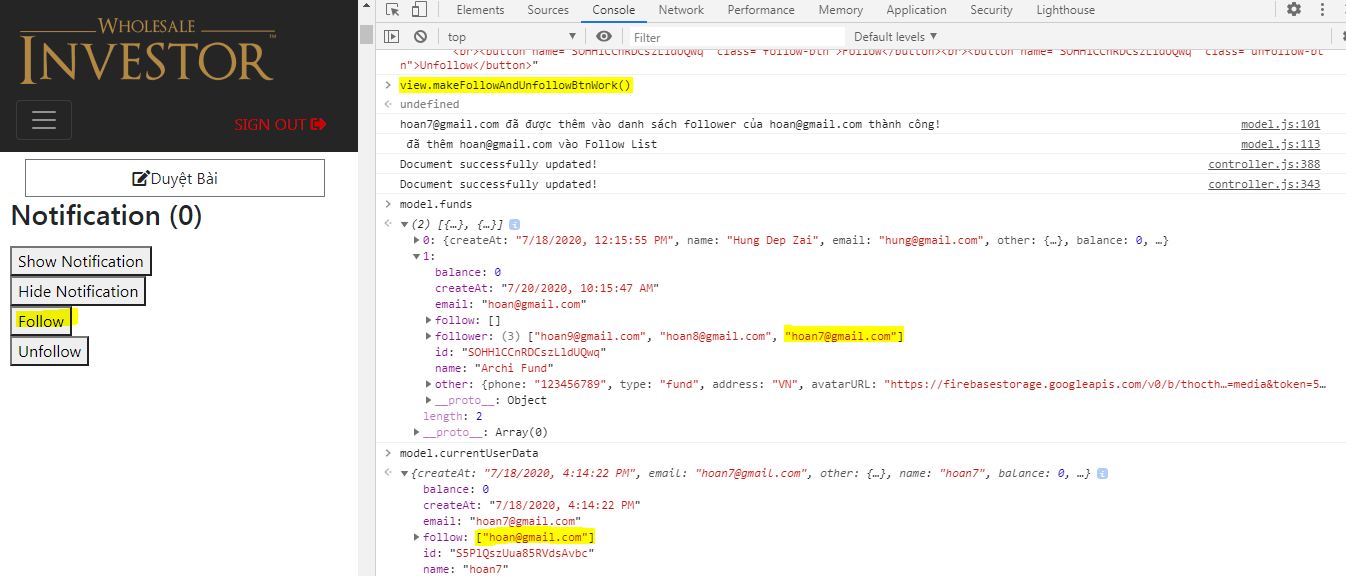 WHOLESALE
INVESTOR™
SIGN OUT
Duyệt Bài
Notification (0)
Show Notification
Hide Notification
Follow
Unfollow
Elements Sources Console Network Performance Memory Application Security Lighthouse
top Filter Default levels
<br><button name="SOHHlCCnRDCszLldUQwq" class="follow-btn">Follow</button><br><button name="SOHHlCCnRDCszLldUQwq" class="unfollow-bt
n">Unfollow</button>"
view.makeFollowAndUnfollowBtnWork()
undefined
hoan7@gmail.com đã được thêm vào danh sách follower của hoan@gmail.com thành công! model.js:101
đã thêm hoan@gmail.com vào Follow List model.js:113
Document successfully updated! controller.js:388
Document successfully updated! controller.js:343
model.funds
(2) [{…}, {…}]
0: {createAt: "7/18/2020, 12:15:55 PM", name: "Hung Dep Zai", email: "hung@gmail.com", other: {…}, balance: 0, …}
1:
balance: 0
createAt: "7/20/2020, 10:15:47 AM"
email: "hoan@gmail.com"
follow: []
follower: (3) ["hoan9@gmail.com", "hoan8@gmail.com", "hoan7@gmail.com"]
id: "SOHHlCCnRDCszLldUQwq"
name: "Archi Fund"
other: {phone: "123456789", type: "fund", address: "VN", avatarURL: "https://firebasestorage.googleapis.com/v0/b/thocth…=media&token=5…
__proto__: Object
length: 2
__proto__: Array(0)
model.currentUserData
{createAt: "7/18/2020, 4:14:22 PM", email: "hoan7@gmail.com", other: {…}, name: "hoan7", balance: 0, …}
balance: 0
createAt: "7/18/2020, 4:14:22 PM"
email: "hoan7@gmail.com"
follow: ["hoan@gmail.com"]
id: "S5PlQszUua85RVdsAvbc"
name: "hoan7"